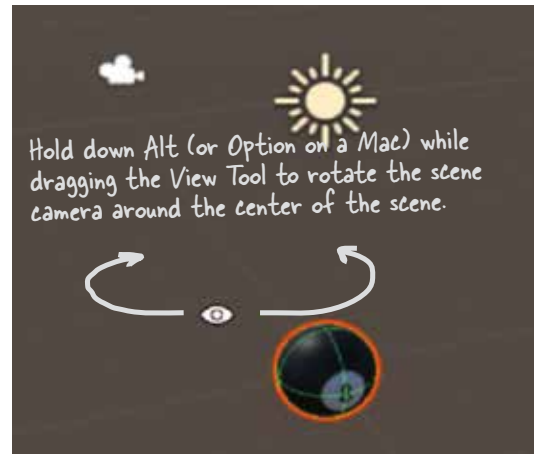 Hold down Alt (or Option on a Mac) while
dragging the View Tool to rotate the scene
camera around the center of the scene.